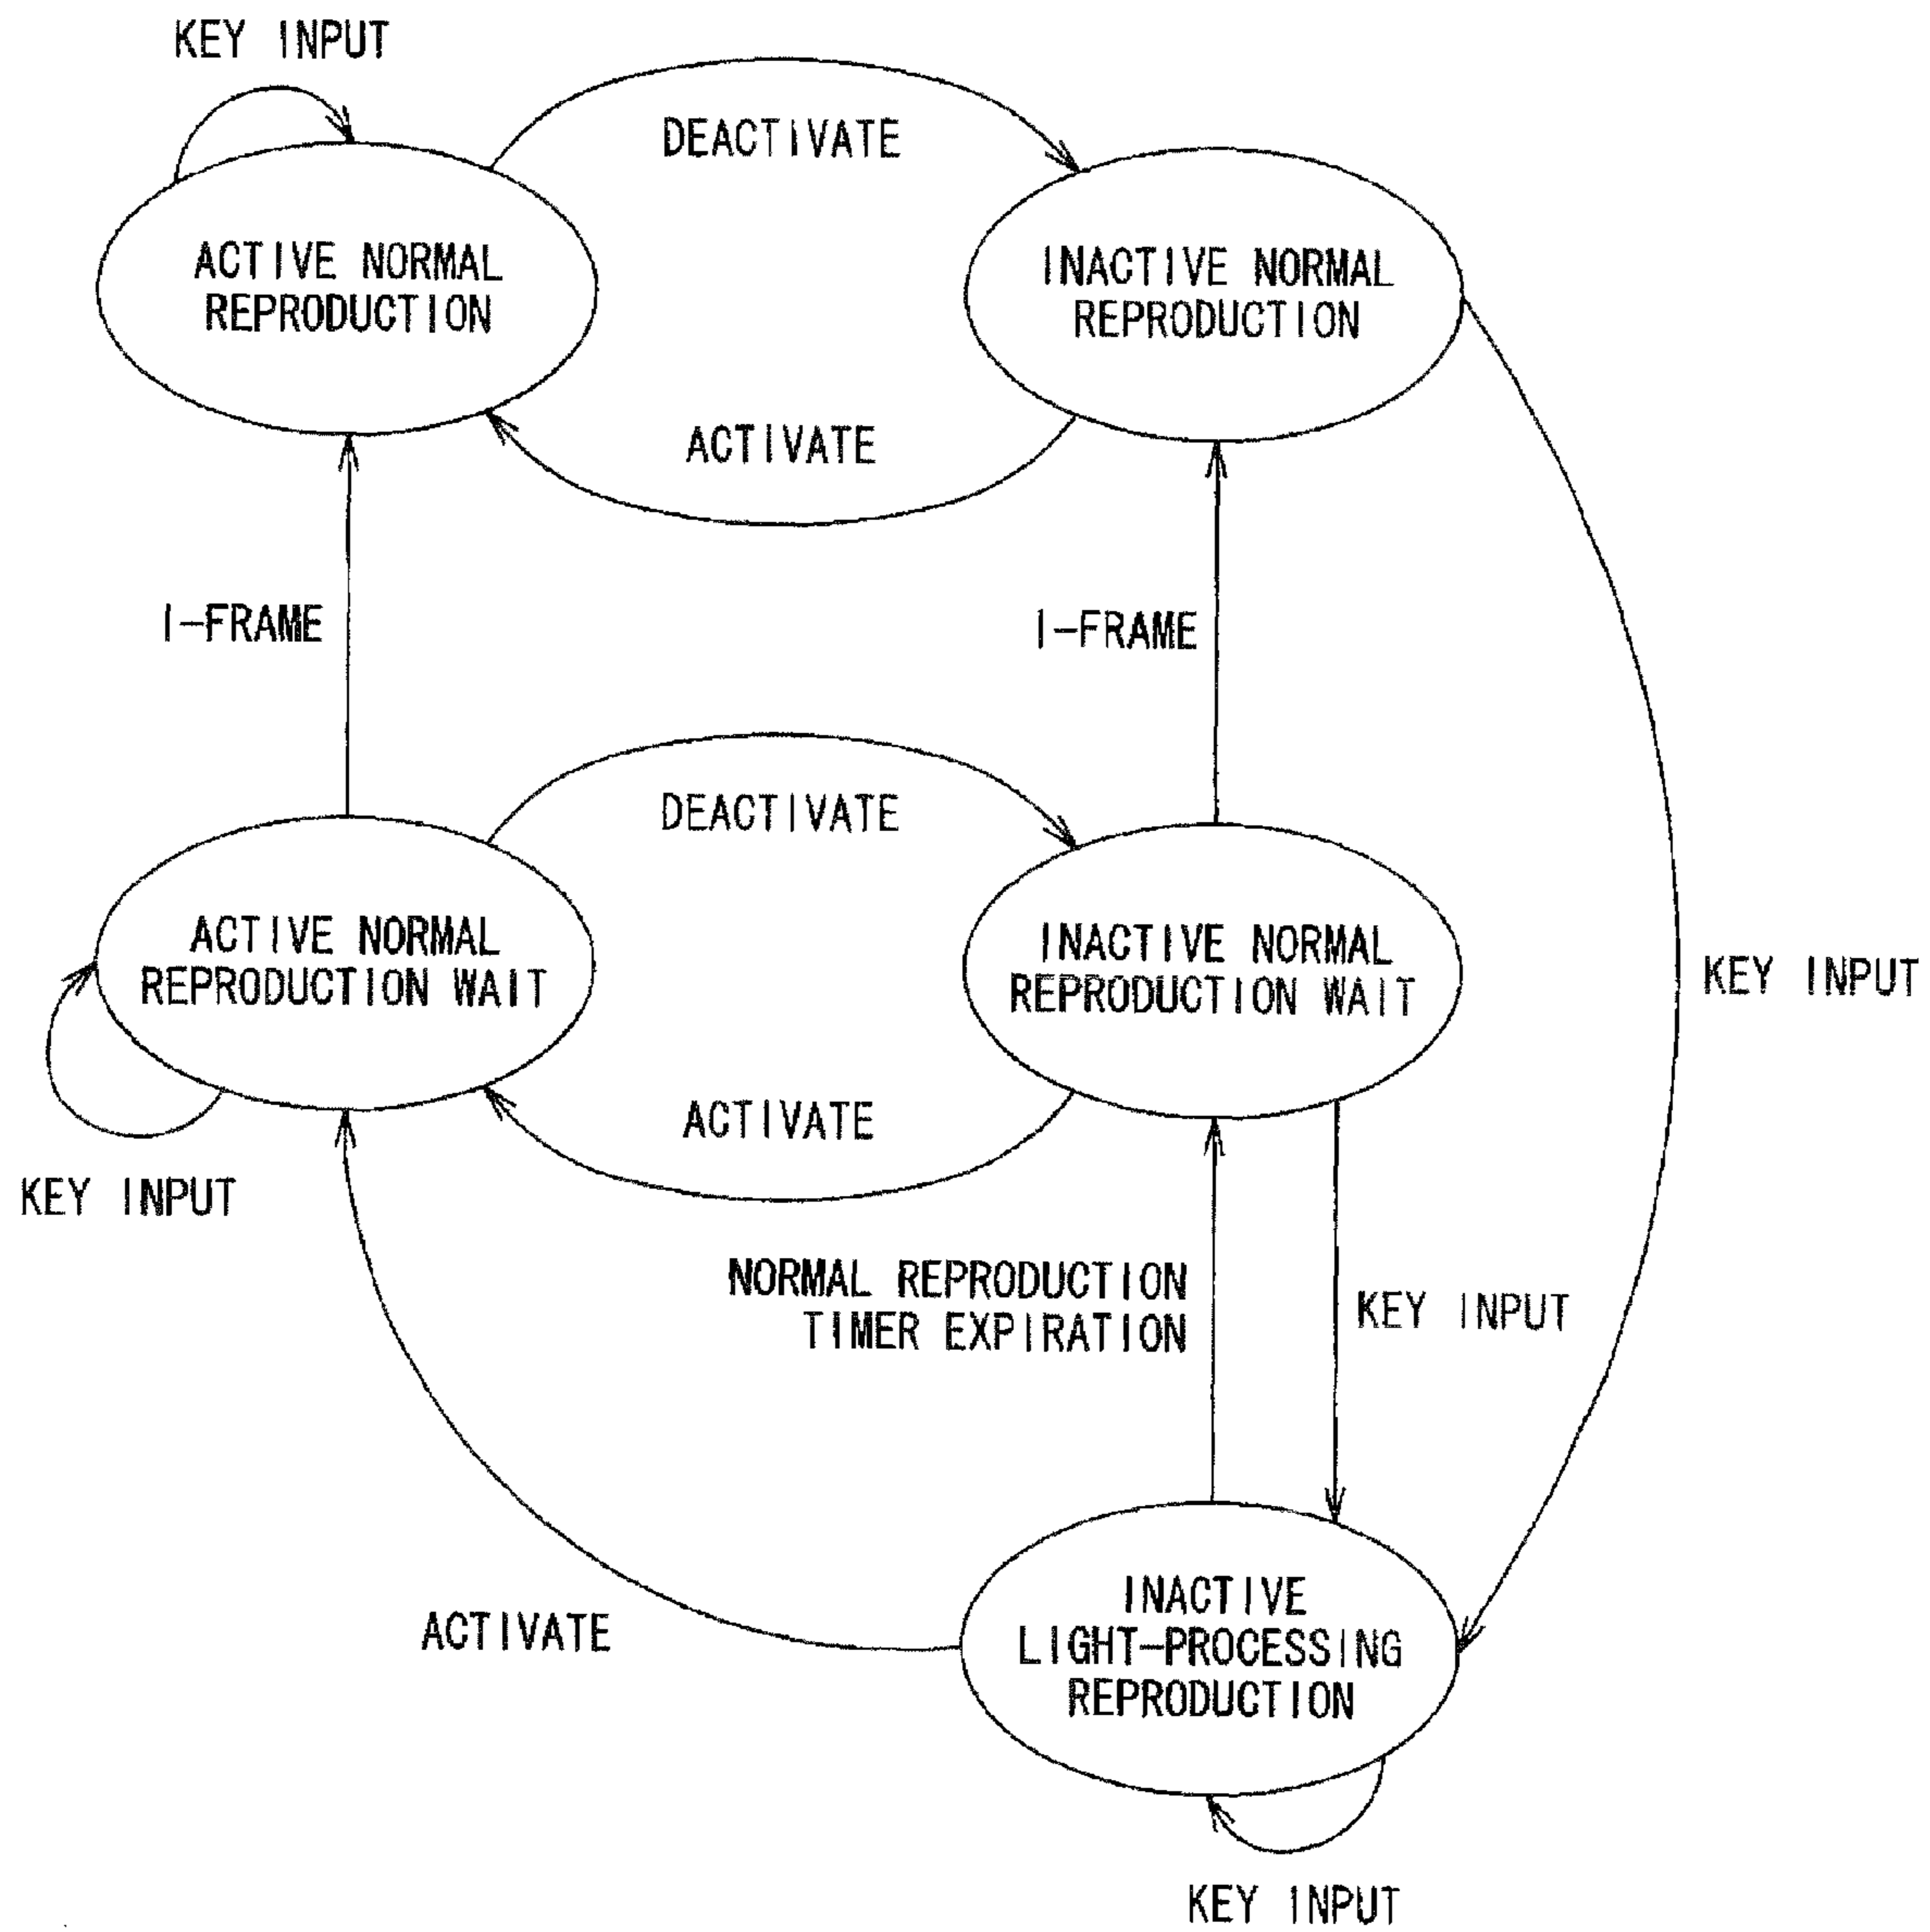 KEY INPUT
DEACTIVATE
ACTIVE NORMAL
REPRODUCTION
INACTIVE NORMAL
REPRODUCTION
ACTIVATE
I-FRAME
I-FRAME
DEACTIVATE
ACTIVE NORMAL
REPRODUCTION WAIT
INACTIVE NORMAL
REPRODUCTION WAIT
KEY INPUT
ACTIVATE
KEY INPUT
NORMAL REPRODUCTION
TIMER EXPIRATION
KEY INPUT
ACTIVATE
INACTIVE
LIGHT-PROCESSING
REPRODUCTION
KEY INPUT